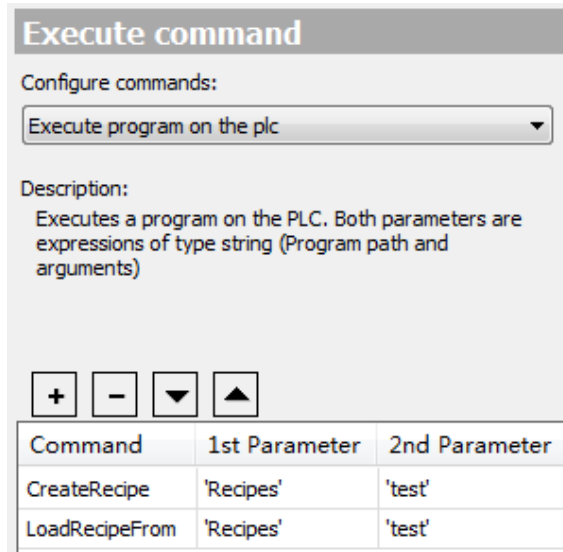 Execute command
Configure commands:
Execute program on the plc
Description:
Executes a program on the PLC. Both parameters are
expressions of type string (Program path and
arguments)
+ −
Command 1st Parameter 2nd Parameter
CreateRecipe 'Recipes' 'test'
LoadRecipeFrom 'Recipes' 'test'